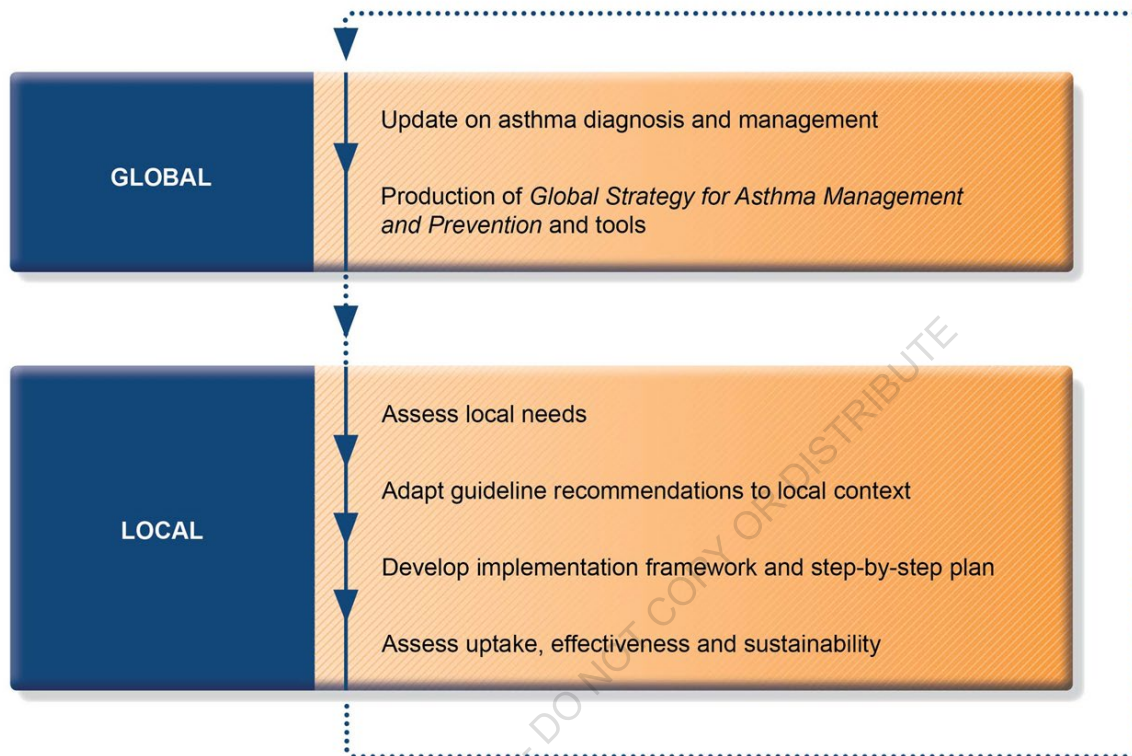 GLOBAL
Update on asthma diagnosis and management
Production of Global Strategy for Asthma Management
and Prevention and tools
LOCAL
Assess local needs
Adapt guideline recommendations to local context
Develop implementation framework and step-by-step plan
Assess uptake, effectiveness and sustainability
DO NOT COPY OR DISTRIBUTE